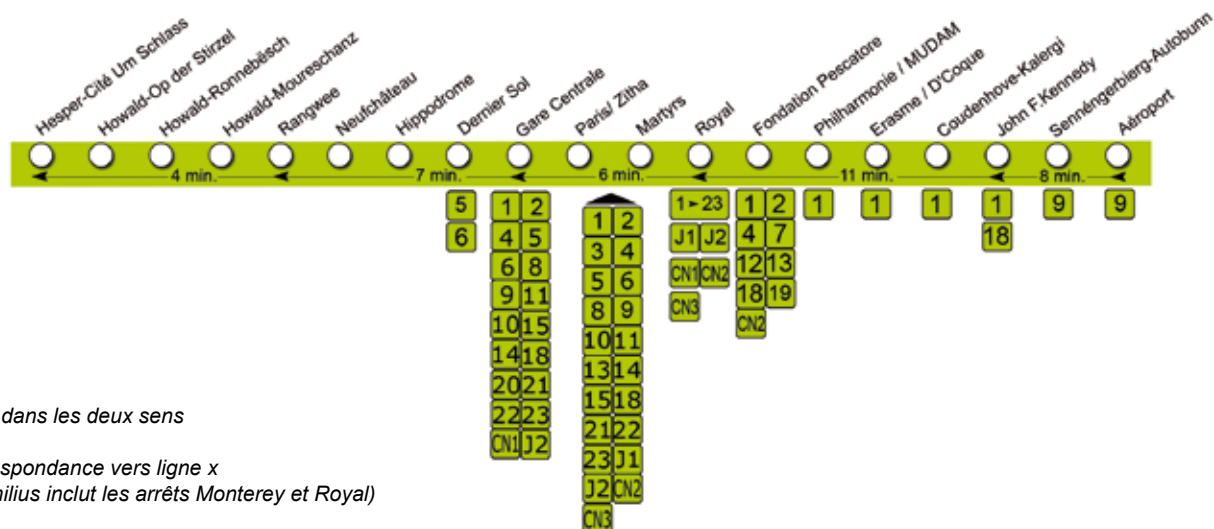 Hesper-Cité Um Schlass
Howald-Op der Stirzel
Howald-Ronnebësch
Howald-Moureschanz
Rangwee
Neufchâteau
Hippodrome
Dernier Sol
Gare Centrale
Paris/ Zitha
Martyrs
Royal
Fondation Pescatore
Philharmonie / MUDAM
Erasme / D'Coque
Coudenhove-Kalergi
John F.Kennedy
Sennéngerbierg-Autobunn
Aéroport
4 min. 7 min. 6 min. 11 min. 8 min.
5
6
1 2
4 5
6 8
9 11
10 15
14 18
20 21
22 23
CN1 J2
1 2
3 4
5 6
8 9
10 11
13 14
15 18
21 22
23 J1
J2 CN2
CN3
1 ▸ 23
J1 J2
CN1 CN2
CN3
1 2
4 7
12 13
18 19
CN2
1
1
1
1
18
9
9
dans les deux sens
spondance vers ligne x
nilius inclut les arrêts Monterey et Royal)